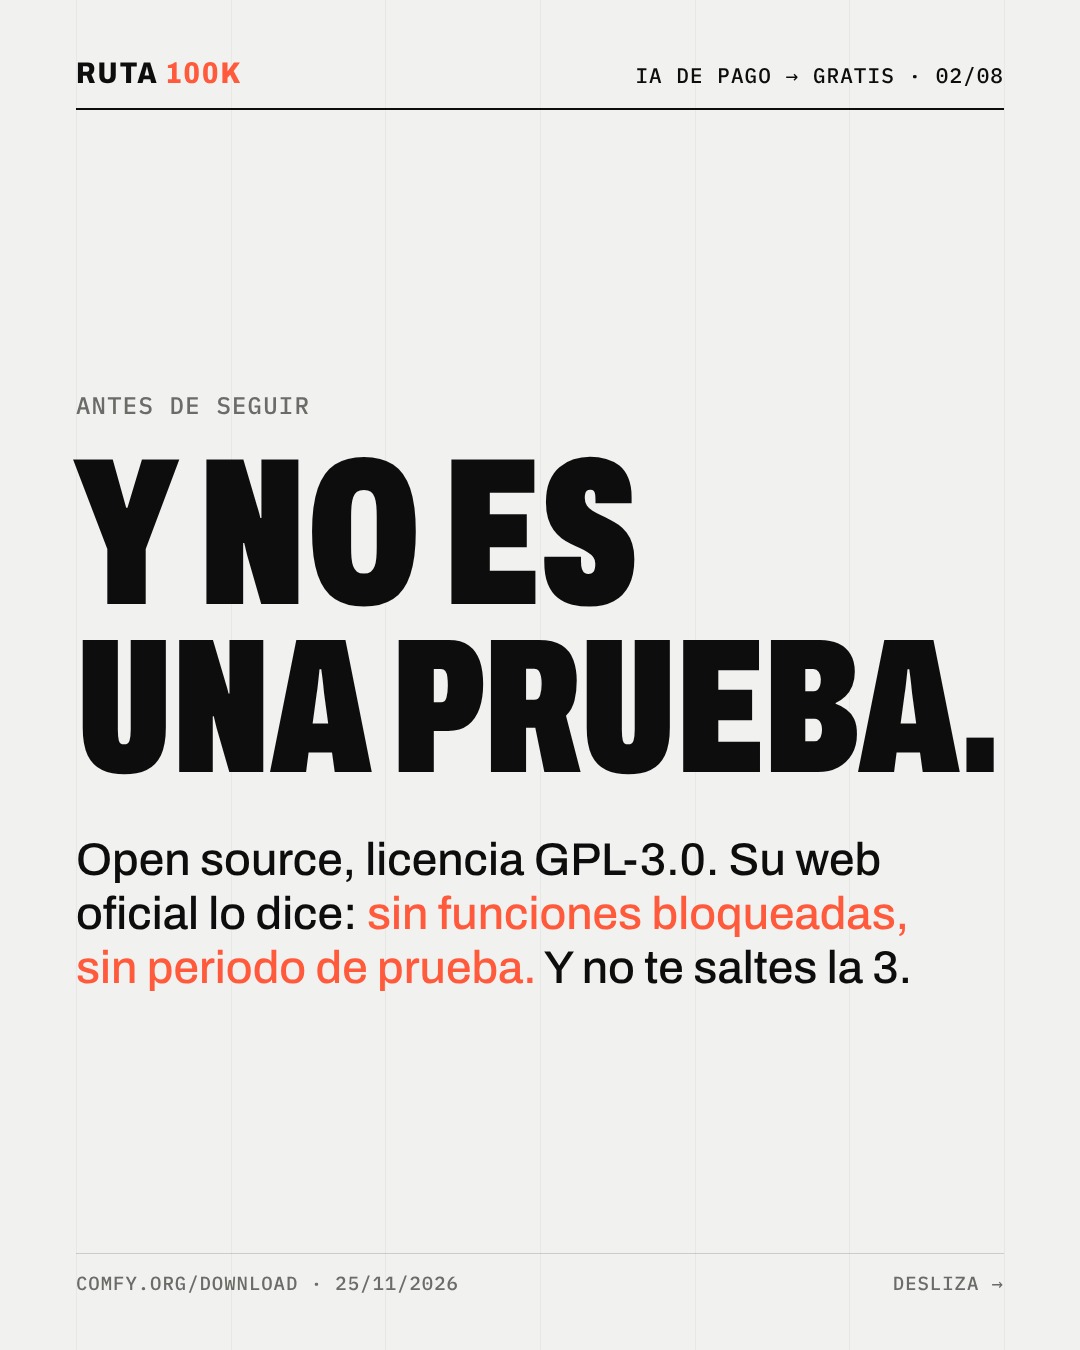 RUTA 100K
IA DE PAGO → GRATIS · 02/08
ANTES DE SEGUIR
Y NO ES
UNA PRUEBA.
Open source, licencia GPL-3.0. Su web
oficial lo dice: sin funciones bloqueadas,
sin periodo de prueba. Y no te saltes la 3.
COMFY.ORG/DOWNLOAD · 25/11/2026
DESLIZA →